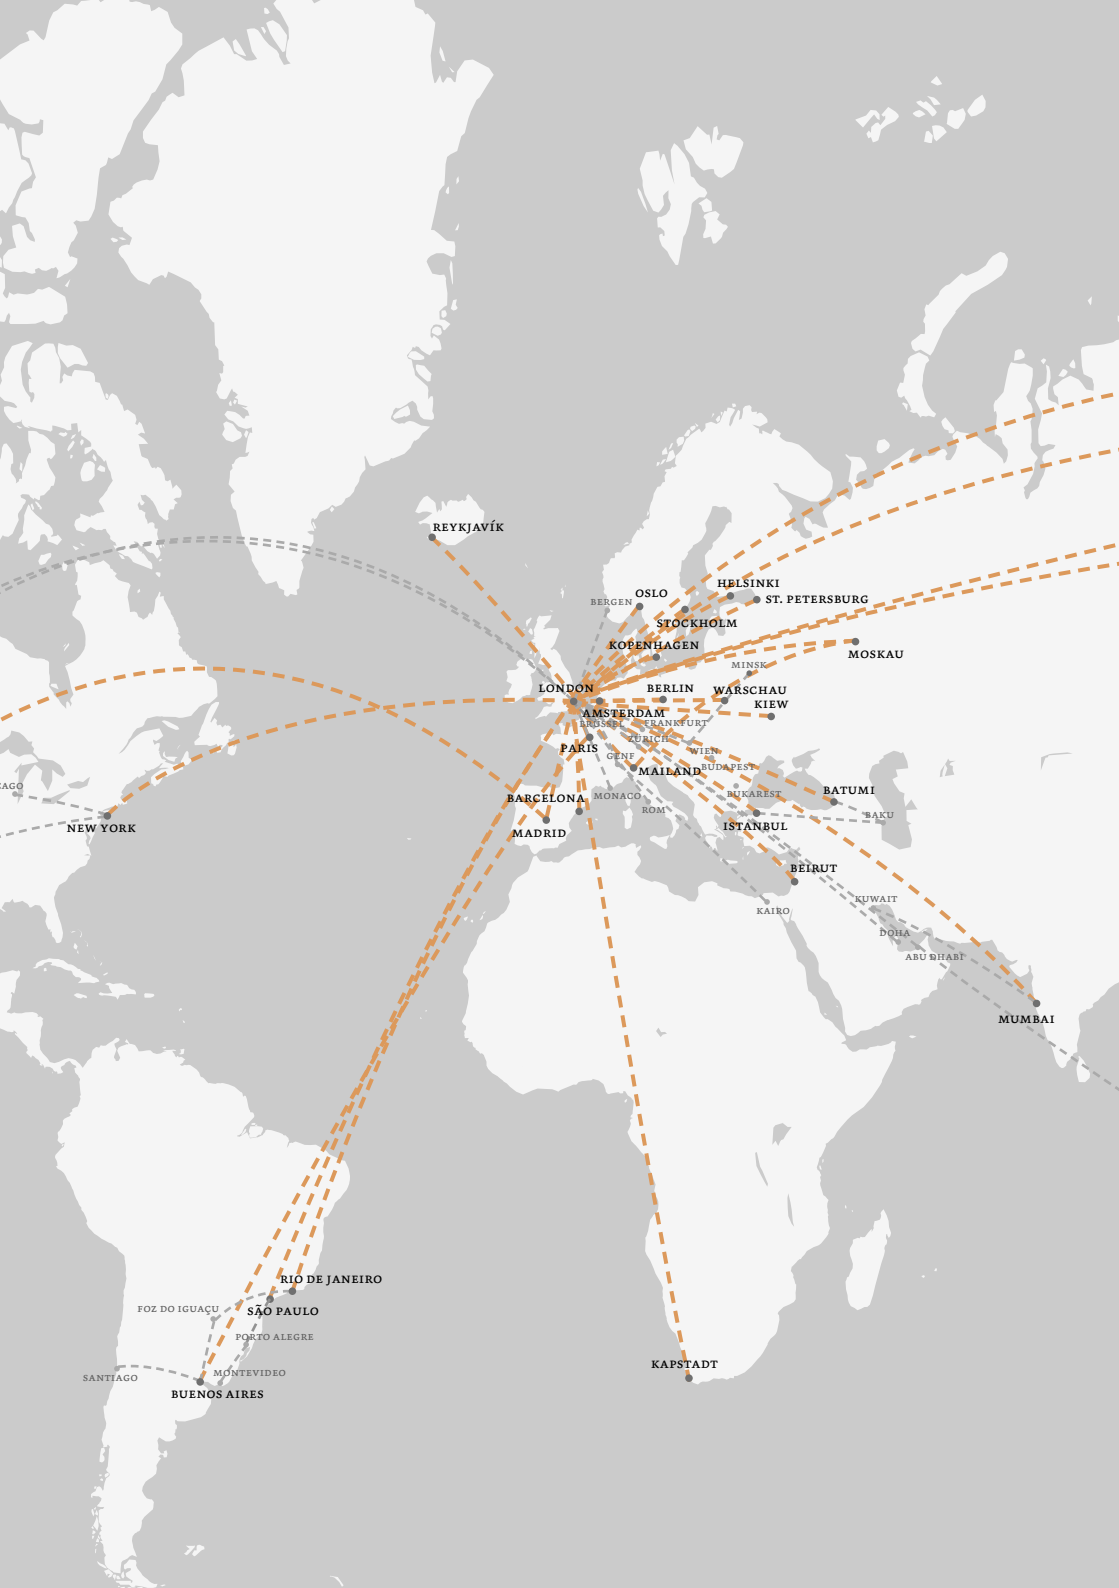 REYKJAVÍK
HELSINKI
OSLO
BERGEN
ST. PETERSBURG
STOCKHOLM
KOPENHAGEN
MOSKAU
MINSK
LONDON
BERLIN
WARSCHAU
KIEW
AMSTERDAM
BRÜSSEL
FRANKFURT
ZÜRICH
PARIS
WIEN
GENF
BUDAPEST
MAILAND
BATUMI
BUKAREST
MONACO
BARCELONA
ROM
BAKU
ISTANBUL
MADRID
CAGO
NEW YORK
BEIRUT
KUWAIT
KAIRO
DOHA
ABU DHABI
MUMBAI
RIO DE JANEIRO
FOZ DO IGUAÇU
SÃO PAULO
PORTO ALEGRE
KAPSTADT
MONTEVIDEO
SANTIAGO
BUENOS AIRES